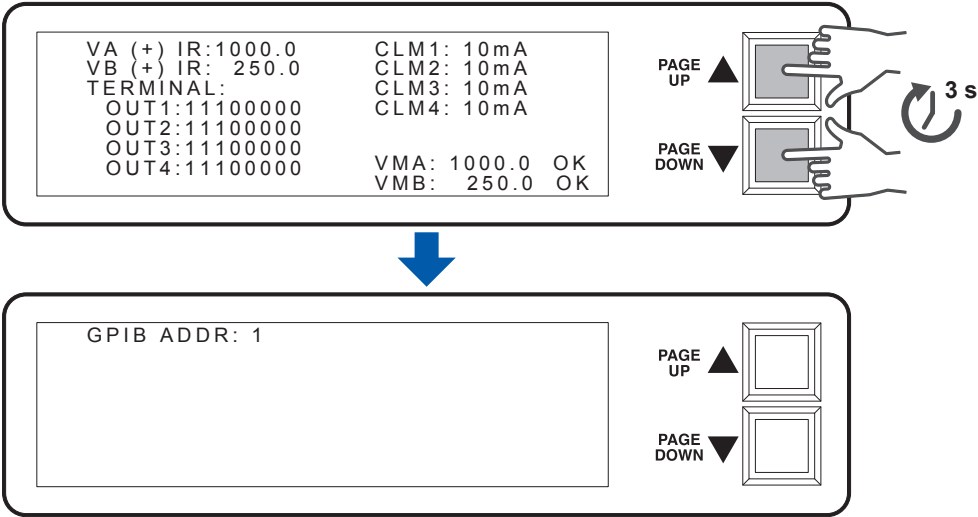 VA (+) IR:1000.0
VB (+) IR: 250.0
TERMINAL:
OUT1:11100000
OUT2:11100000
OUT3:11100000
OUT4:11100000
CLM1: 10mA
CLM2: 10mA
CLM3: 10mA
CLM4: 10mA
VMA: 1000.0 OK
VMB: 250.0 OK
PAGE
UP
PAGE
DOWN
3 s
GPIB ADDR: 1
PAGE
UP
PAGE
DOWN